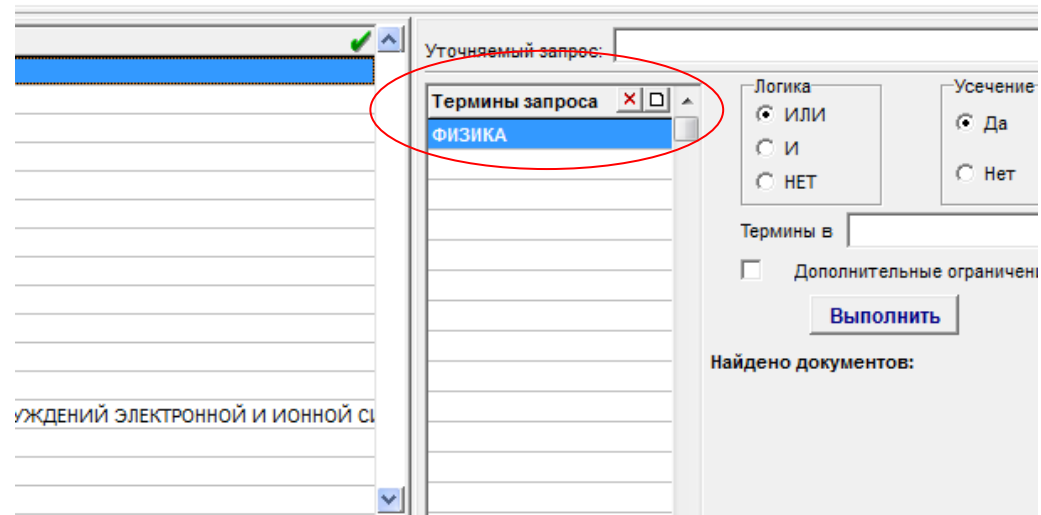 Уточняемый запрос:
Термины запроса
ФИЗИКА
Логика
ИЛИ
И
НЕТ
Усечение
Да
Нет
Термины в
Дополнительные ограничен
Выполнить
Найдено документов:
УЖДЕНИЙ ЭЛЕКТРОННОЙ И ИОННОЙ